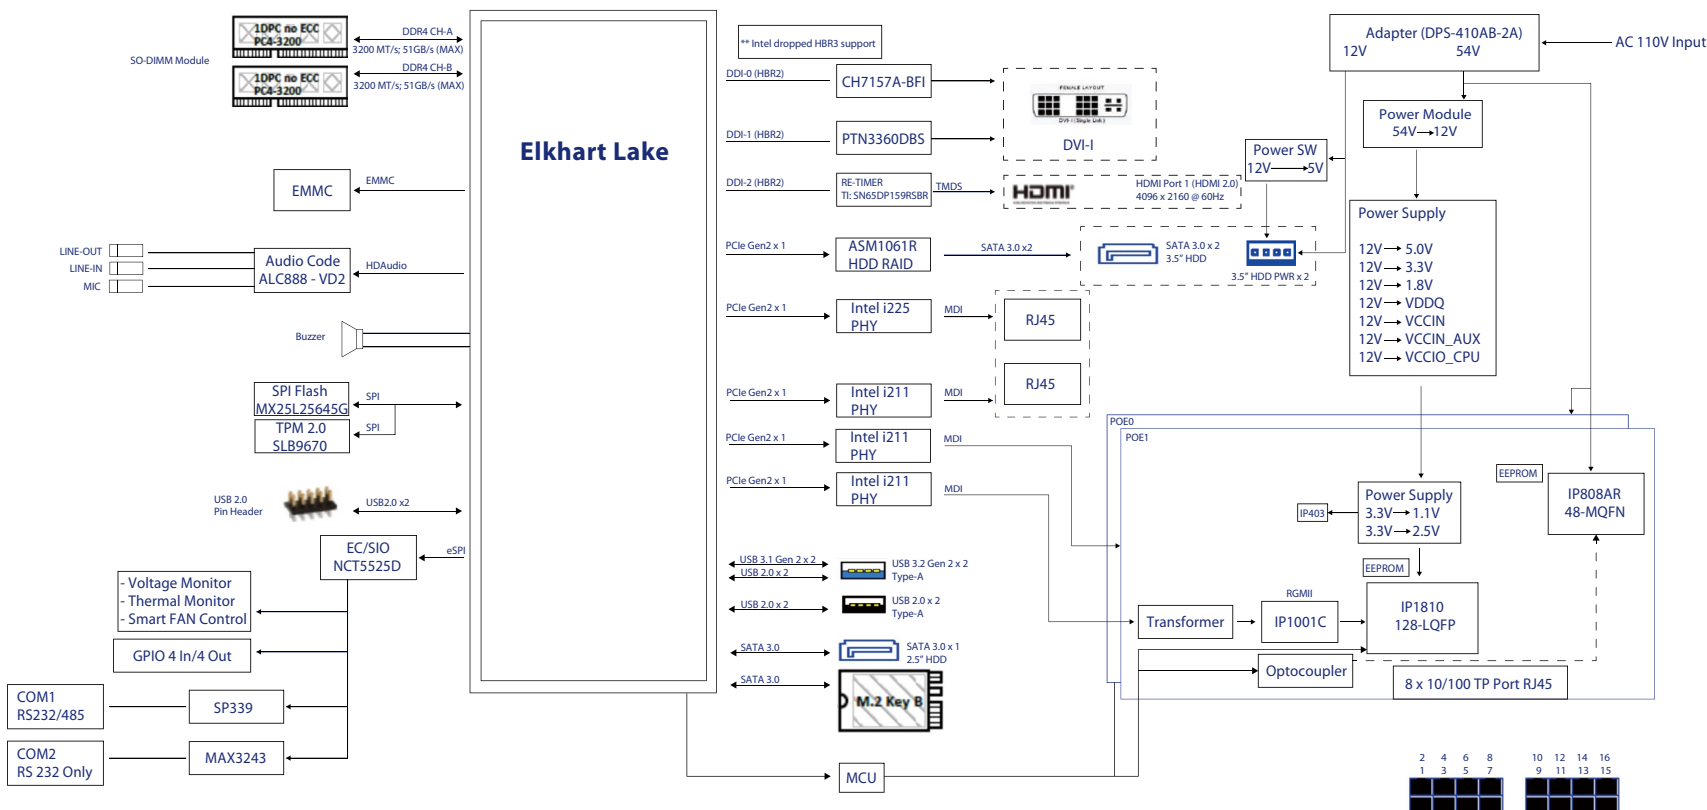 1DPC no ECC
PC4-3200
1DPC no ECC
PC4-3200
SO-DIMM Module
DDR4 CH-A
3200 MT/s; 51GB/s (MAX)
DDR4 CH-B
3200 MT/s; 51GB/s (MAX)
EMMC
EMMC
LINE-OUT
LINE-IN
MIC
Audio Code
ALC888 - VD2
HDAudio
Buzzer
SPI Flash
MX25L25645G
SPI
TPM 2.0
SLB9670
SPI
USB 2.0
Pin Header
USB2.0 x2
EC/SIO
NCT5525D
eSPI
- Voltage Monitor
- Thermal Monitor
- Smart FAN Control
GPIO 4 In/4 Out
COM1
RS232/485
SP339
COM2
RS 232 Only
MAX3243
Elkhart Lake
** Intel dropped HBR3 support
DDI-0 (HBR2)
CH7157A-BFI
FEMALE LAYOUT
DVI-I (Single Link)
DVI-I
DDI-1 (HBR2)
PTN3360DBS
DDI-2 (HBR2)
RE-TIMER
TI: SN65DP159RSBR
TMDS
HDMI
HDMI Port 1 (HDMI 2.0)
4096 x 2160 @ 60Hz
PCIe Gen2 x 1
ASM1061R
HDD RAID
SATA 3.0 x2
SATA 3.0 x 2
3.5" HDD
3.5" HDD PWR x 2
PCIe Gen2 x 1
Intel i225
PHY
MDI
RJ45
RJ45
PCIe Gen2 x 1
Intel i211
PHY
MDI
PCIe Gen2 x 1
Intel i211
PHY
MDI
PCIe Gen2 x 1
Intel i211
PHY
MDI
USB 3.1 Gen 2 x 2
USB 2.0 x 2
USB 3.2 Gen 2 x 2
Type-A
USB 2.0 x 2
USB 2.0 x 2
Type-A
SATA 3.0
SATA 3.0 x 1
2.5" HDD
SATA 3.0
M.2 Key B
MCU
Adapter (DPS-410AB-2A)
12V 54V
AC 110V Input
Power Module
54V→12V
Power SW
12V→5V
Power Supply
12V→5.0V
12V→3.3V
12V→1.8V
12V→VDDQ
12V→VCCIN
12V→VCCIN_AUX
12V→VCCIO_CPU
POE0
POE1
EEPROM
IP808AR
48-MQFN
IP403
Power Supply
3.3V→1.1V
3.3V→2.5V
EEPROM
RGMII
Transformer
IP1001C
IP1810
128-LQFP
Optocoupler
8 x 10/100 TP Port RJ45
2 4 6 8 10 12 14 16
1 3 5 7 9 11 13 15